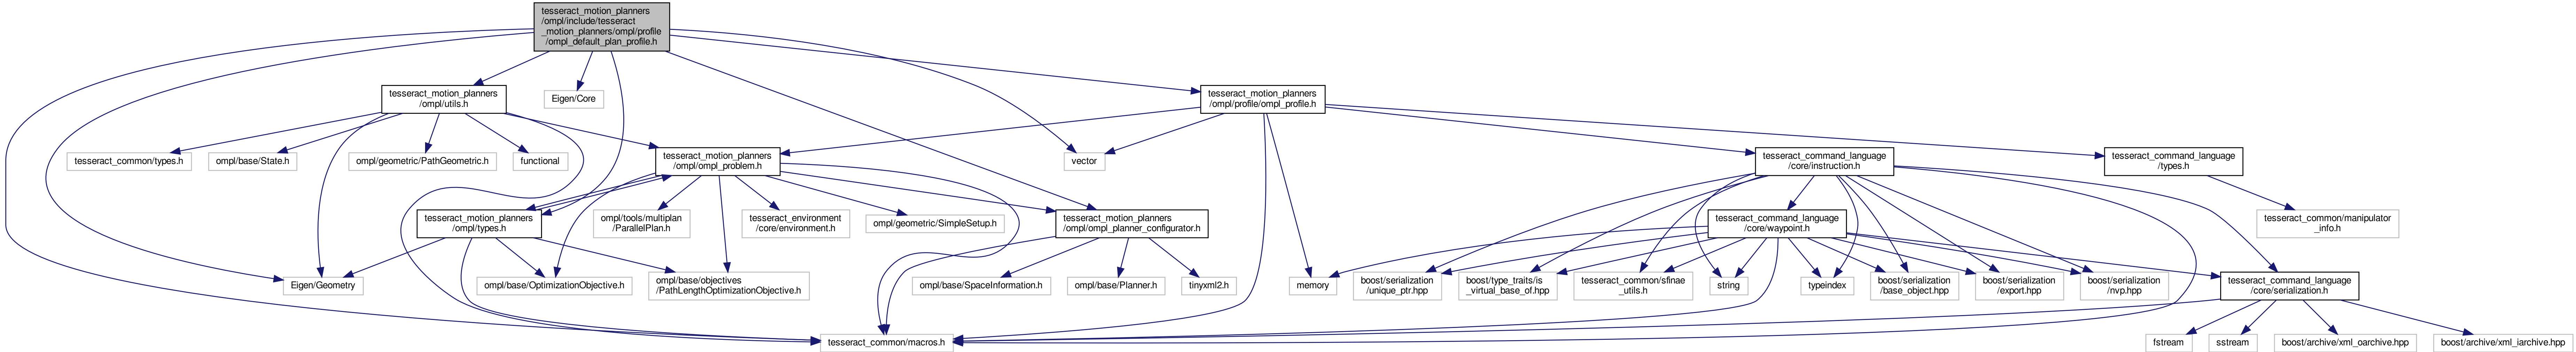 tesseract_motion_planners
/ompl/include/tesseract
_motion_planners/ompl/profile
/ompl_default_plan_profile.h
tesseract_motion_planners
/ompl/utils.h
Eigen/Core
tesseract_motion_planners
/ompl/profile/ompl_profile.h
tesseract_common/types.h
ompl/base/State.h
ompl/geometric/PathGeometric.h
functional
tesseract_motion_planners
/ompl/ompl_problem.h
vector
tesseract_command_language
/core/instruction.h
tesseract_command_language
/types.h
tesseract_motion_planners
/ompl/types.h
ompl/tools/multiplan
/ParallelPlan.h
tesseract_environment
/core/environment.h
ompl/geometric/SimpleSetup.h
tesseract_motion_planners
/ompl/ompl_planner_configurator.h
tesseract_command_language
/core/waypoint.h
tesseract_common/manipulator
_info.h
Eigen/Geometry
ompl/base/OptimizationObjective.h
ompl/base/objectives
/PathLengthOptimizationObjective.h
ompl/base/SpaceInformation.h
ompl/base/Planner.h
tinyxml2.h
memory
boost/serialization
/unique_ptr.hpp
boost/type_traits/is
_virtual_base_of.hpp
tesseract_common/sfinae
_utils.h
string
typeindex
boost/serialization
/base_object.hpp
boost/serialization
/export.hpp
boost/serialization
/nvp.hpp
tesseract_command_language
/core/serialization.h
tesseract_common/macros.h
fstream
sstream
boost/archive/xml_oarchive.hpp
boost/archive/xml_iarchive.hpp